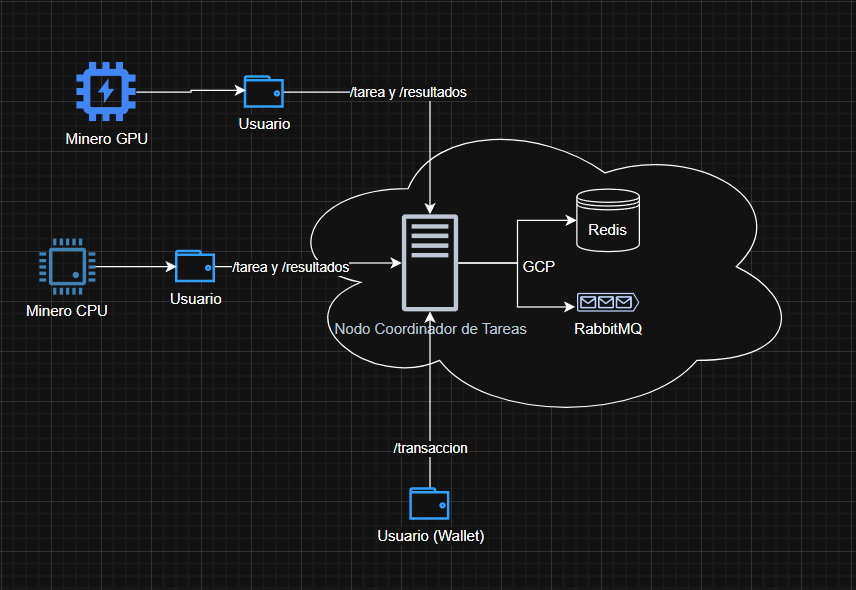 /tarea y /resultados
Usuario
Minero GPU
Redis
/tarea y /resultados
GCP
Usuario
Minero CPU
Nodo Coordinador de Tareas
RabbitMQ
/transaccion
Usuario (Wallet)